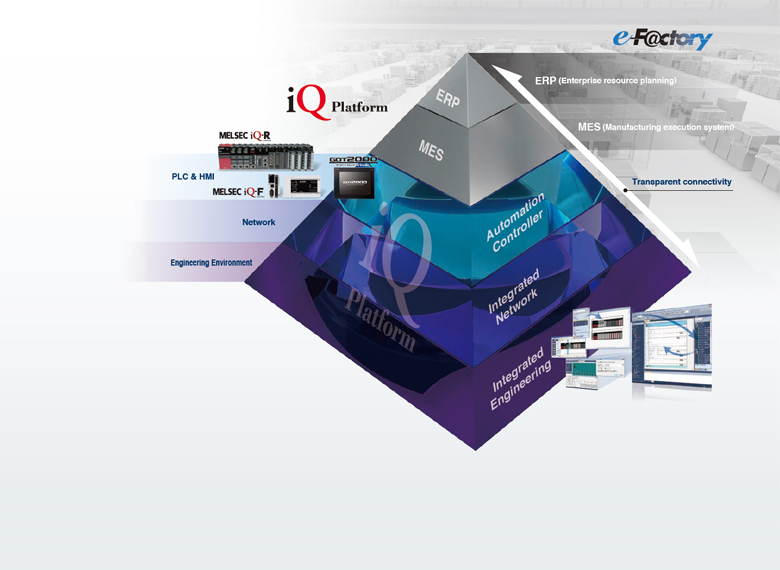 e-F@ctory
ERP (Enterprise resource planning)
iQ Platform
ERP
MES (Manufacturing execution system)
MELSEC iQ-R
MES
GOT2000
PLC & HMI
Transparent connectivity
GOT2000
MELSEC iQ-F
Automation
Controller
Network
iQ
Platform
Engineering Environment
Integrated
Network
Integrated
Engineering